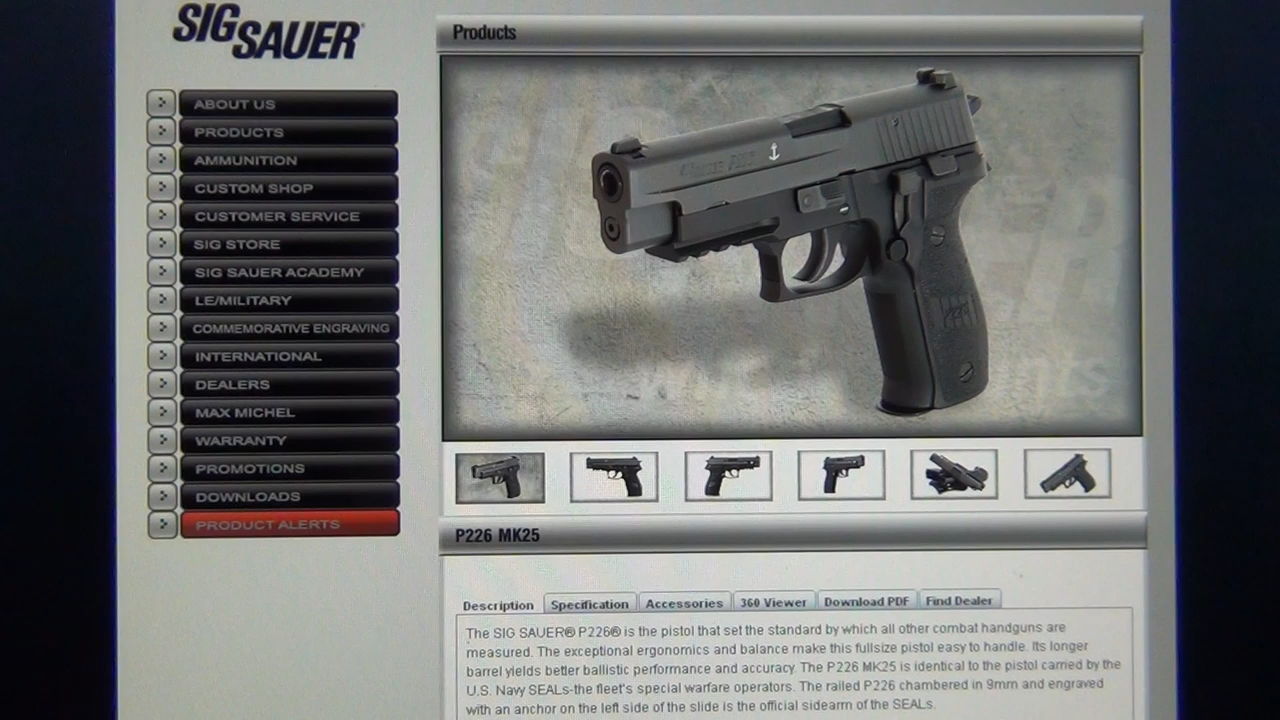 SIG SAUER
Products
ABOUT US
PRODUCTS
AMMUNITION
CUSTOM SHOP
CUSTOMER SERVICE
SIG STORE
SIG SAUER ACADEMY
LE/MILITARY
COMMEMORATIVE ENGRAVING
INTERNATIONAL
DEALERS
MAX MICHEL
WARRANTY
PROMOTIONS
DOWNLOADS
PRODUCT ALERTS
P226 MK25
Description Specification Accessories 360 Viewer Download PDF Find Dealer
The SIG SAUER® P226® is the pistol that set the standard by which all other combat handguns are
measured. The exceptional ergonomics and balance make this fullsize pistol easy to handle. Its longer
barrel yields better ballistic performance and accuracy. The P226 MK25 is identical to the pistol carried by the
U.S. Navy SEALs-the fleet's special warfare operators. The railed P226 chambered in 9mm and engraved
with an anchor on the left side of the slide is the official sidearm of the SEALs.